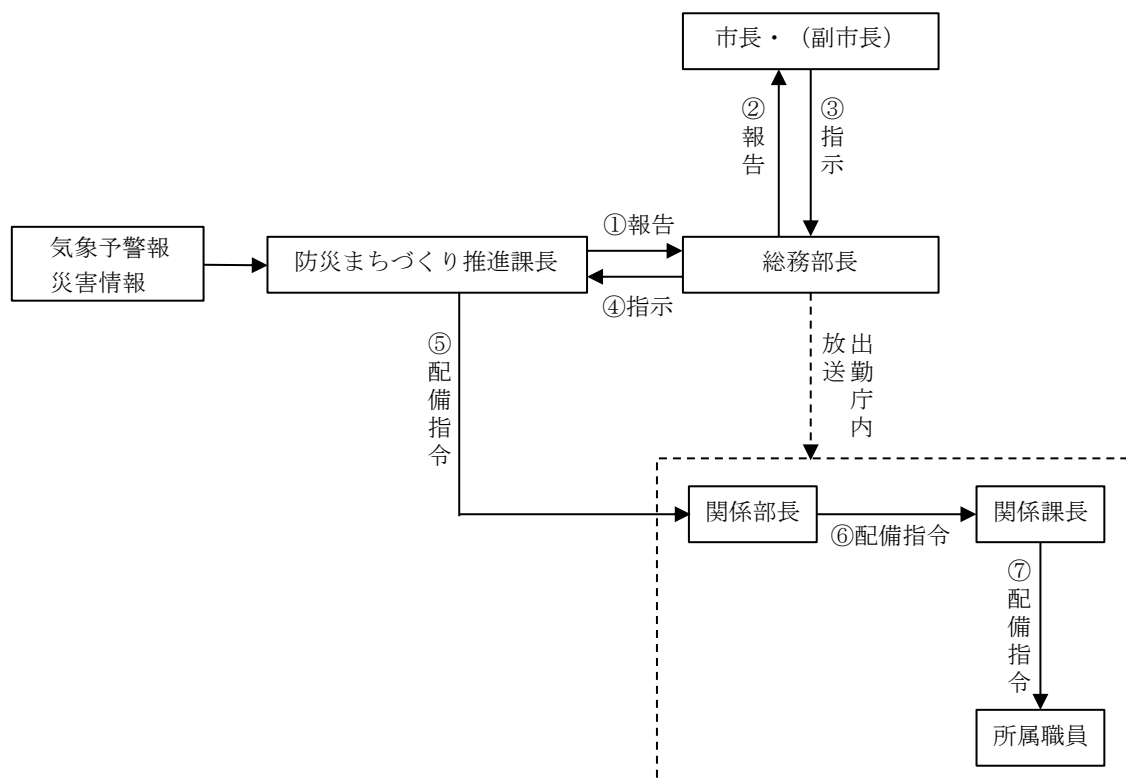 市長・（副市長）
②報告
③指示
①報告
気象予警報
災害情報
防災まちづくり推進課長
総務部長
④指示
⑤配備指令
出勤庁内
放送
関係部長
関係課長
⑥配備指令
⑦配備指令
所属職員